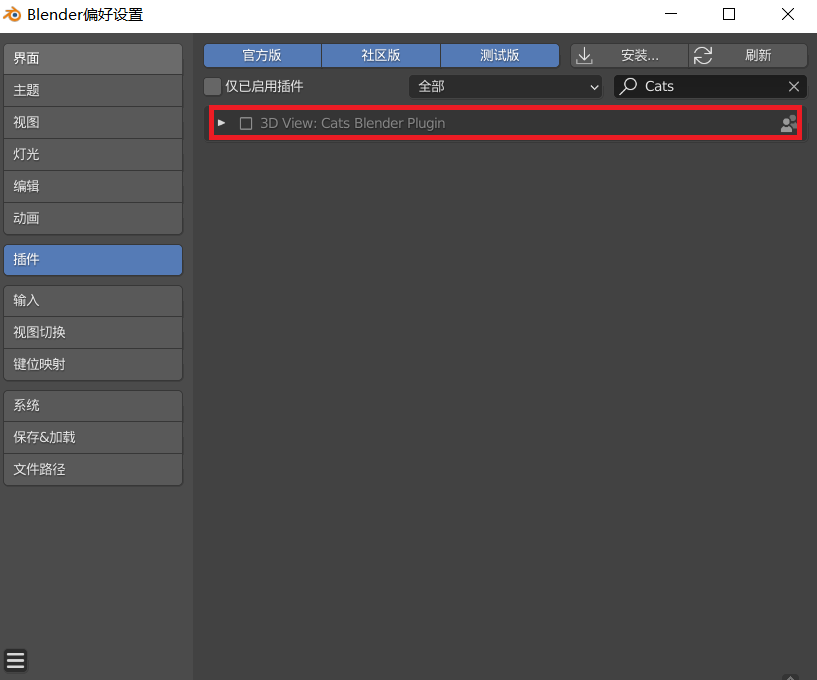 Blender偏好设置
界面
主题
视图
灯光
编辑
动画
插件
输入
视图切换
键位映射
系统
保存&加载
文件路径
官方版 社区版 测试版 安装... 刷新
仅已启用插件 全部 Cats
3D View: Cats Blender Plugin